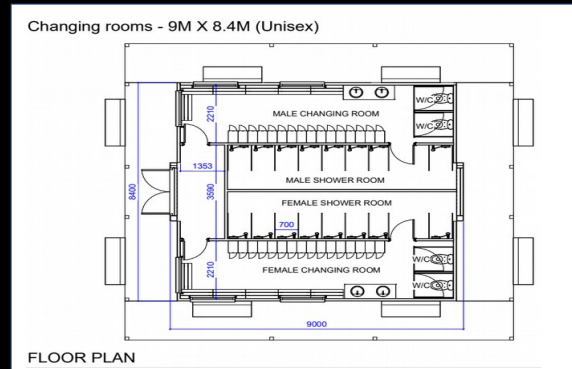 Changing rooms - 9M X 8.4M (Unisex)
W/C
2210
MALE CHANGING ROOM
W/C
1353
MALE SHOWER ROOM
8400
3590
FEMALE SHOWER ROOM
700
W/C
FEMALE CHANGING ROOM
2210
W/C
9000
FLOOR PLAN